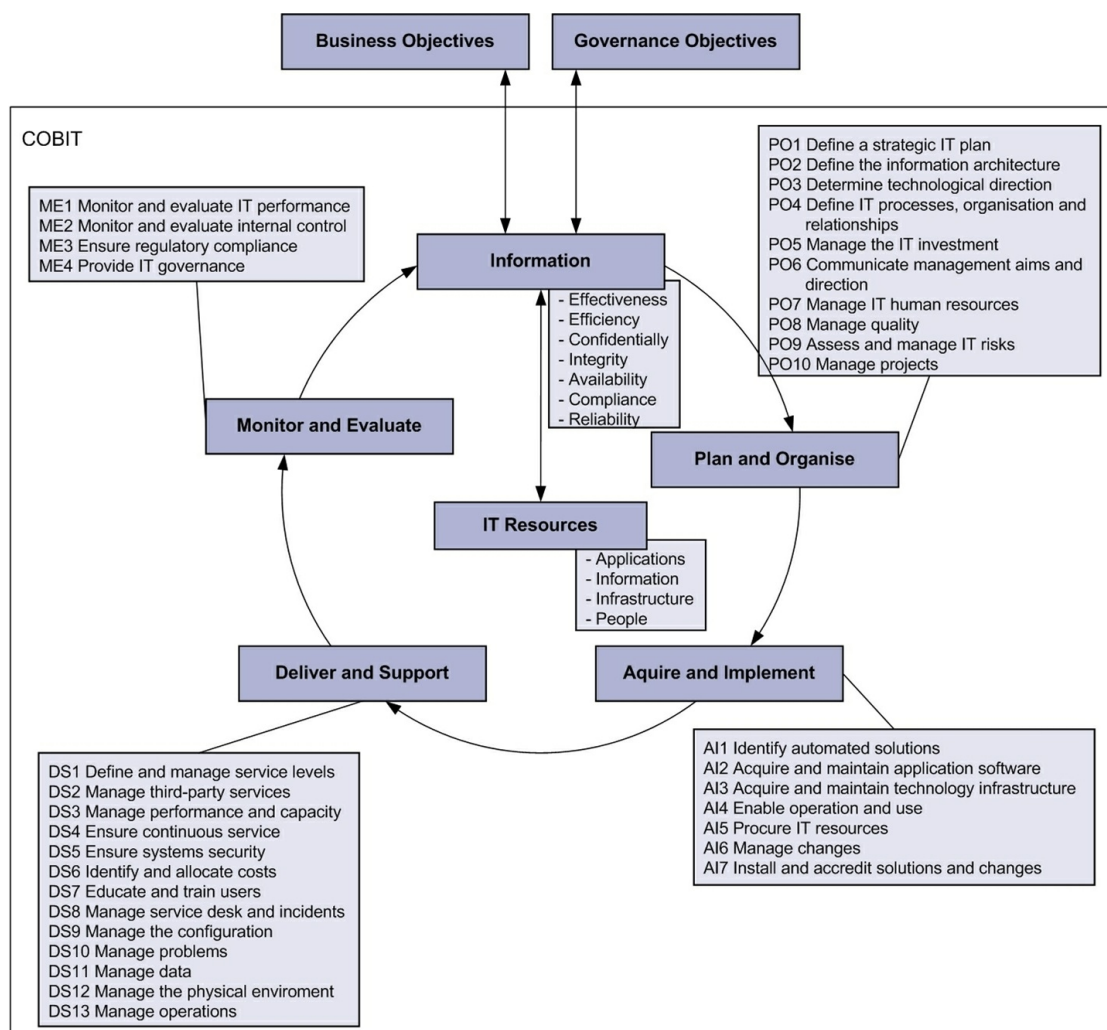 Business Objectives
Governance Objectives
COBIT
PO1 Define a strategic IT plan
PO2 Define the information architecture
PO3 Determine technological direction
PO4 Define IT processes, organisation and
relationships
PO5 Manage the IT investment
PO6 Communicate management aims and
direction
PO7 Manage IT human resources
PO8 Manage quality
PO9 Assess and manage IT risks
PO10 Manage projects
ME1 Monitor and evaluate IT performance
ME2 Monitor and evaluate internal control
ME3 Ensure regulatory compliance
ME4 Provide IT governance
Information
- Effectiveness
- Efficiency
- Confidentially
- Integrity
- Availability
- Compliance
- Reliability
Monitor and Evaluate
Plan and Organise
IT Resources
- Applications
- Information
- Infrastructure
- People
Deliver and Support
Aquire and Implement
AI1 Identify automated solutions
AI2 Acquire and maintain application software
AI3 Acquire and maintain technology infrastructure
AI4 Enable operation and use
AI5 Procure IT resources
AI6 Manage changes
AI7 Install and accredit solutions and changes
DS1 Define and manage service levels
DS2 Manage third-party services
DS3 Manage performance and capacity
DS4 Ensure continuous service
DS5 Ensure systems security
DS6 Identify and allocate costs
DS7 Educate and train users
DS8 Manage service desk and incidents
DS9 Manage the configuration
DS10 Manage problems
DS11 Manage data
DS12 Manage the physical enviroment
DS13 Manage operations